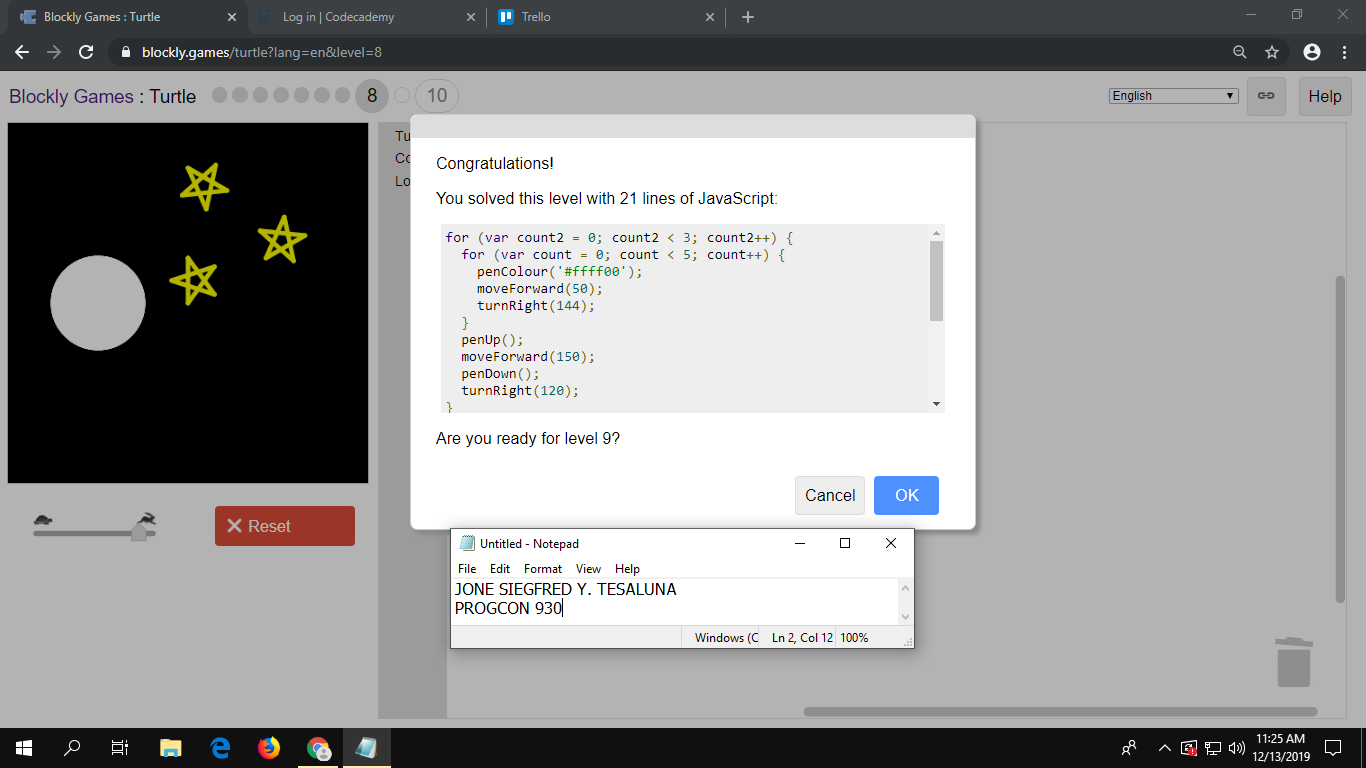 Blockly Games : Turtle
Log in | Codecademy
Trello
blockly.games/turtle?lang=en&level=8
Blockly Games : Turtle
8
10
English
Help
Tu
Co
Lo
Congratulations!
You solved this level with 21 lines of JavaScript:
for (var count2 = 0; count2 < 3; count2++) {
for (var count = 0; count < 5; count++) {
penColour('#ffff00');
moveForward(50);
turnRight(144);
}
penUp();
moveForward(150);
penDown();
turnRight(120);
}
Are you ready for level 9?
Cancel
OK
Reset
Untitled - Notepad
File Edit Format View Help
JONE SIEGFRED Y. TESALUNA
PROGCON 930
Windows (C
Ln 2, Col 12
100%
11:25 AM
12/13/2019